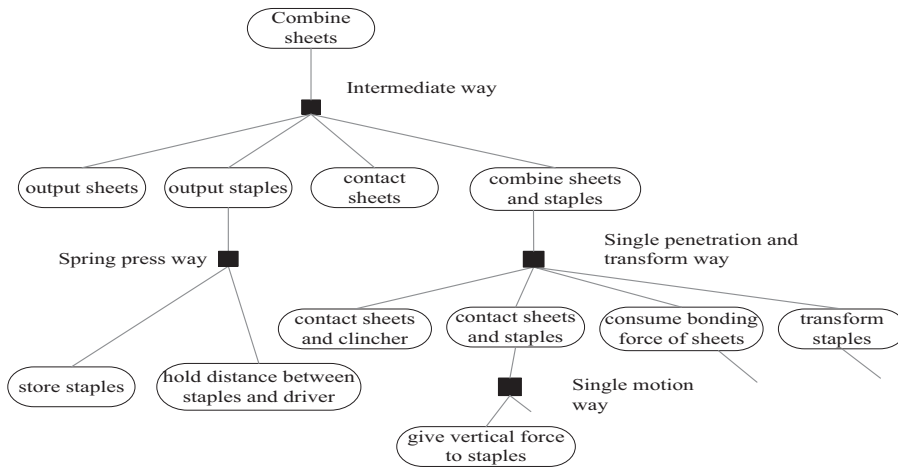 Combine
sheets
Intermediate way
output sheets
output staples
contact
sheets
combine sheets
and staples
Spring press way
Single penetration and
transform way
contact sheets
and clincher
contact sheets
and staples
consume bonding
force of sheets
transform
staples
store staples
hold distance between
staples and driver
Single motion
way
give vertical force
to staples